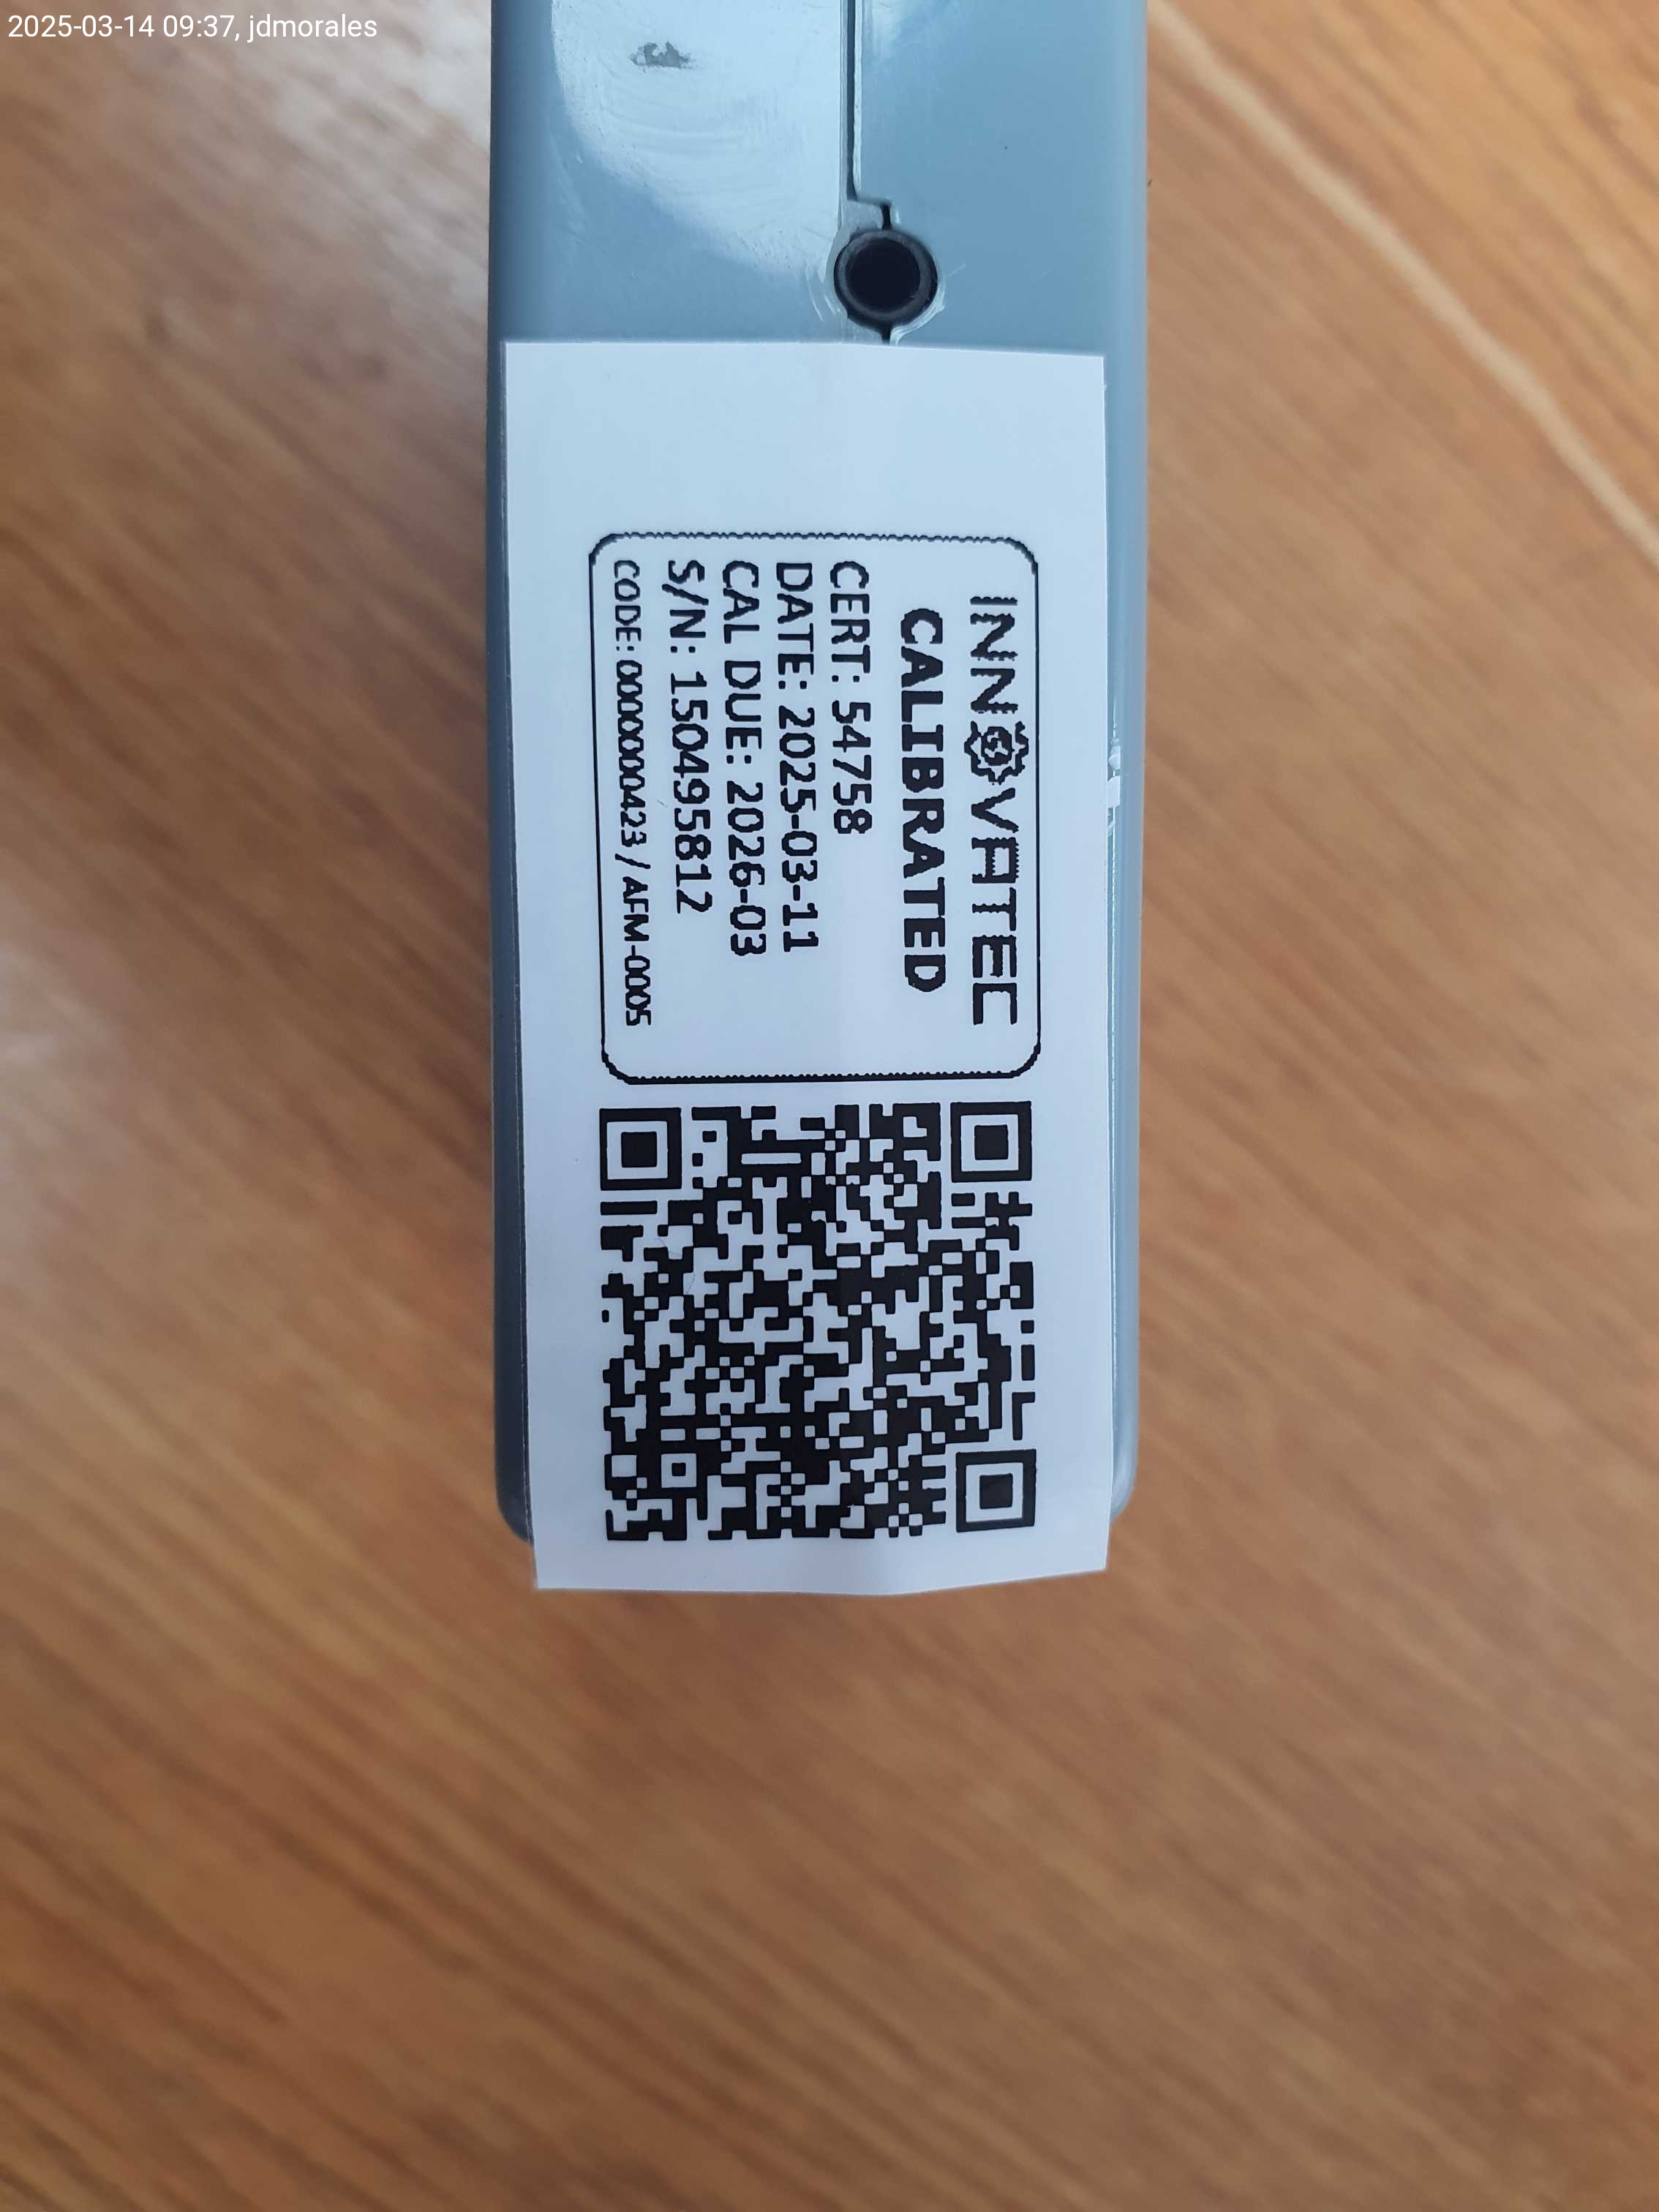 2025-03-14 09:37, jdmorales
INNOVATEC
CALIBRATED
CERT: 54758
DATE: 2025-03-11
CAL DUE: 2026-03
S/N: 150495812
CODE: 0000000423 / AFM-0005